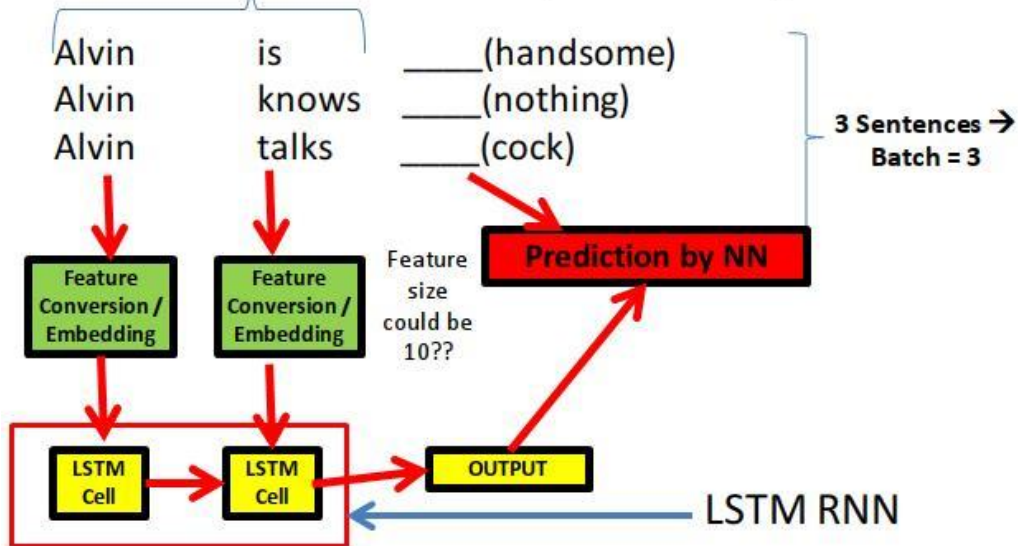 Alvin is ____(handsome)
Alvin knows ____(nothing)
Alvin talks ____(cock)
3 Sentences →
Batch = 3
Feature
Conversion /
Embedding
Feature
Conversion /
Embedding
Feature
size
could be
10??
Prediction by NN
LSTM
Cell
LSTM
Cell
OUTPUT
LSTM RNN